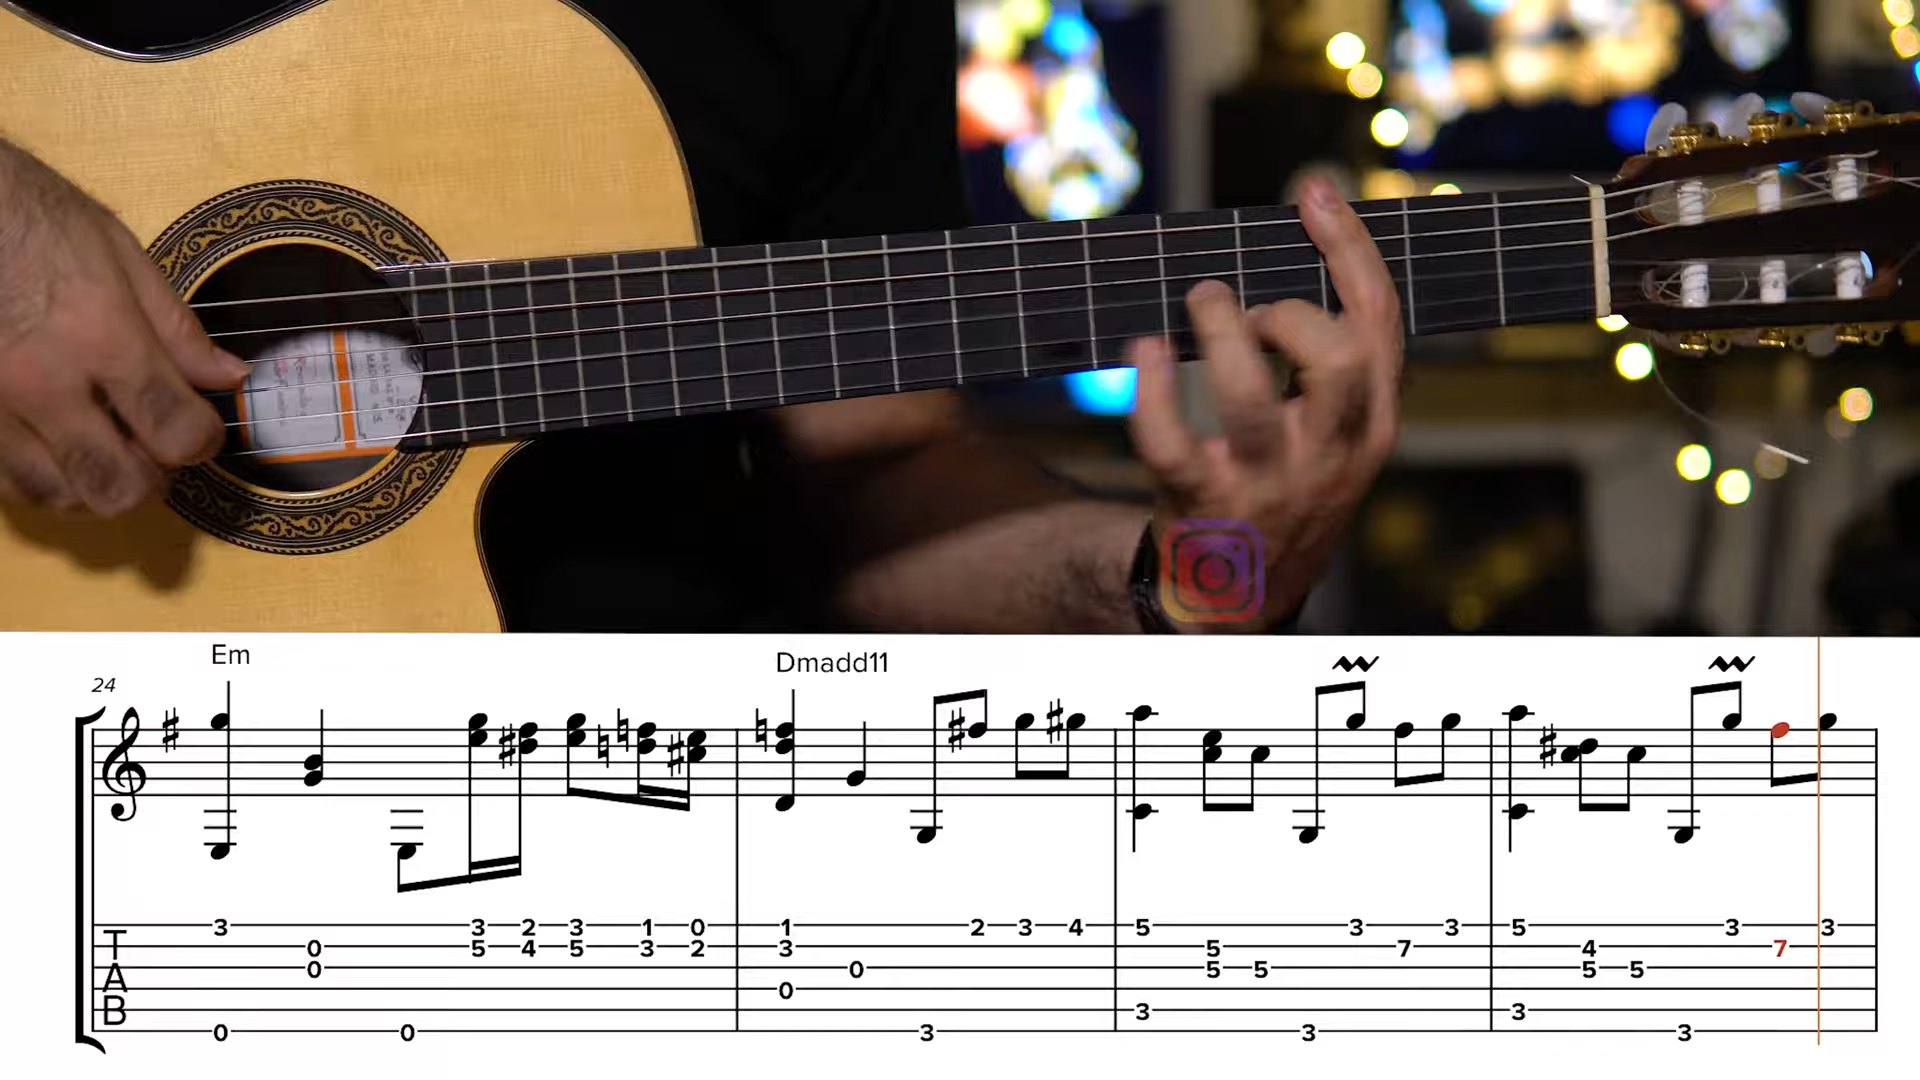 Em
Dmadd11
24
3 3 2 3 1 0 1 2 3 4 5 3 3 5 3 3
0 5 4 5 3 2 3 5 7 4 7
T 0 0 5 5 5 5
A 0
B 3 3
0 0 3 3 3